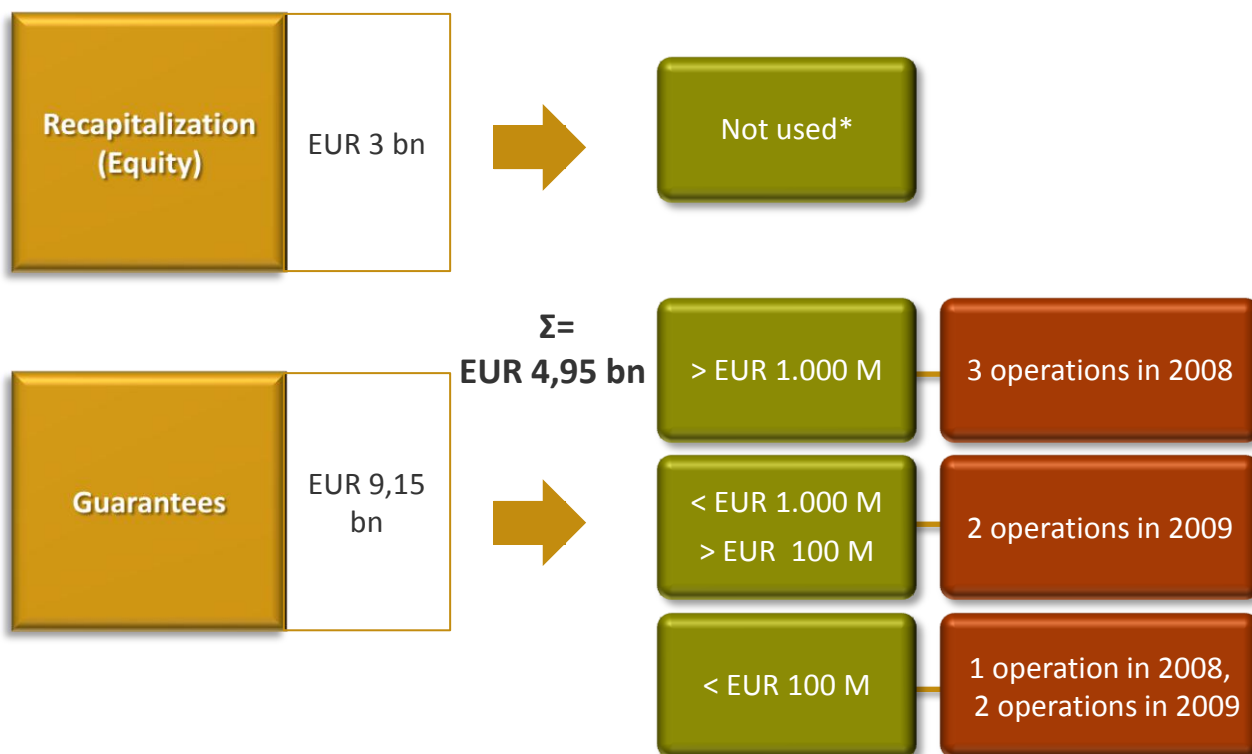 Recapitalization
(Equity)
EUR 3 bn
Not used*
Guarantees
EUR 9,15
bn
Σ=
EUR 4,95 bn
> EUR 1.000 M
3 operations in 2008
< EUR 1.000 M
> EUR 100 M
2 operations in 2009
< EUR 100 M
1 operation in 2008,
2 operations in 2009